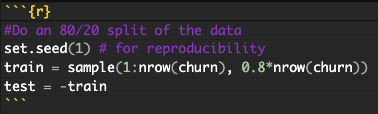 ```{r}
#Do an 80/20 split of the data
set.seed(1) # for reproducibility
train = sample(1:nrow(churn), 0.8*nrow(churn))
test = -train
```